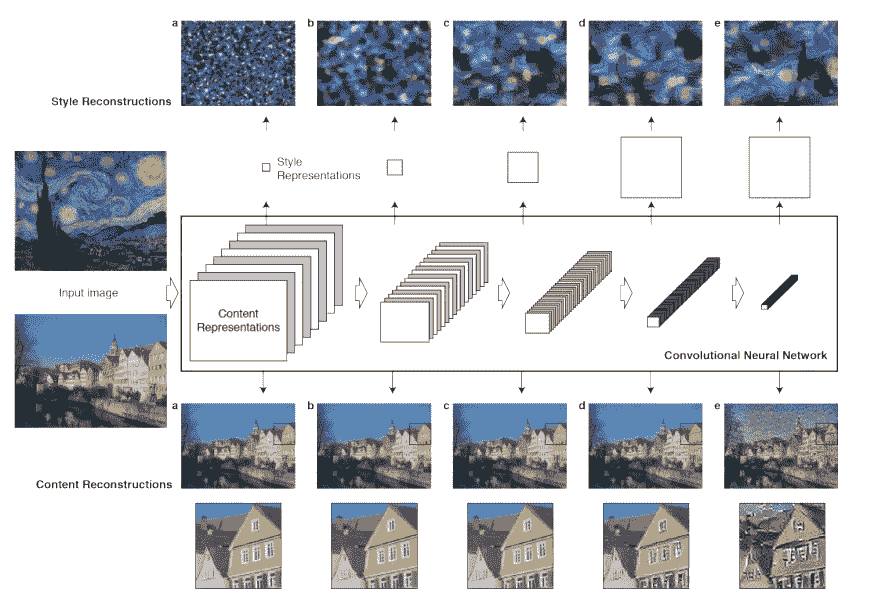 a
b
c
d
e
Style Reconstructions
Style
Representations
Input image
Content
Representations
Convolutional Neural Network
a
b
c
d
e
Content Reconstructions